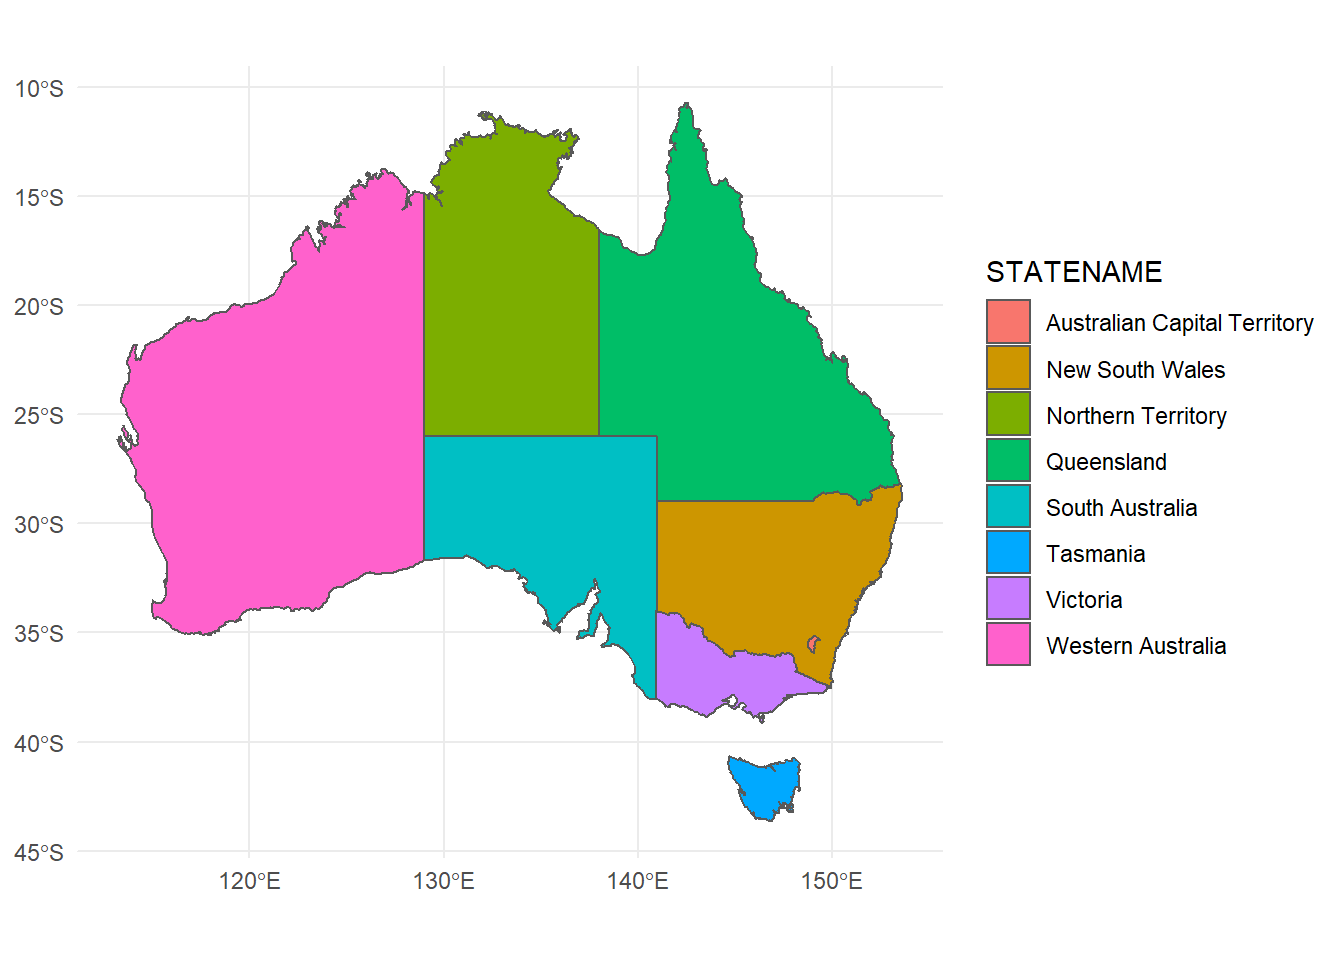 10°S
15°S
20°S
25°S
30°S
35°S
40°S
45°S
120°E
130°E
140°E
150°E
STATENAME
Australian Capital Territory
New South Wales
Northern Territory
Queensland
South Australia
Tasmania
Victoria
Western Australia